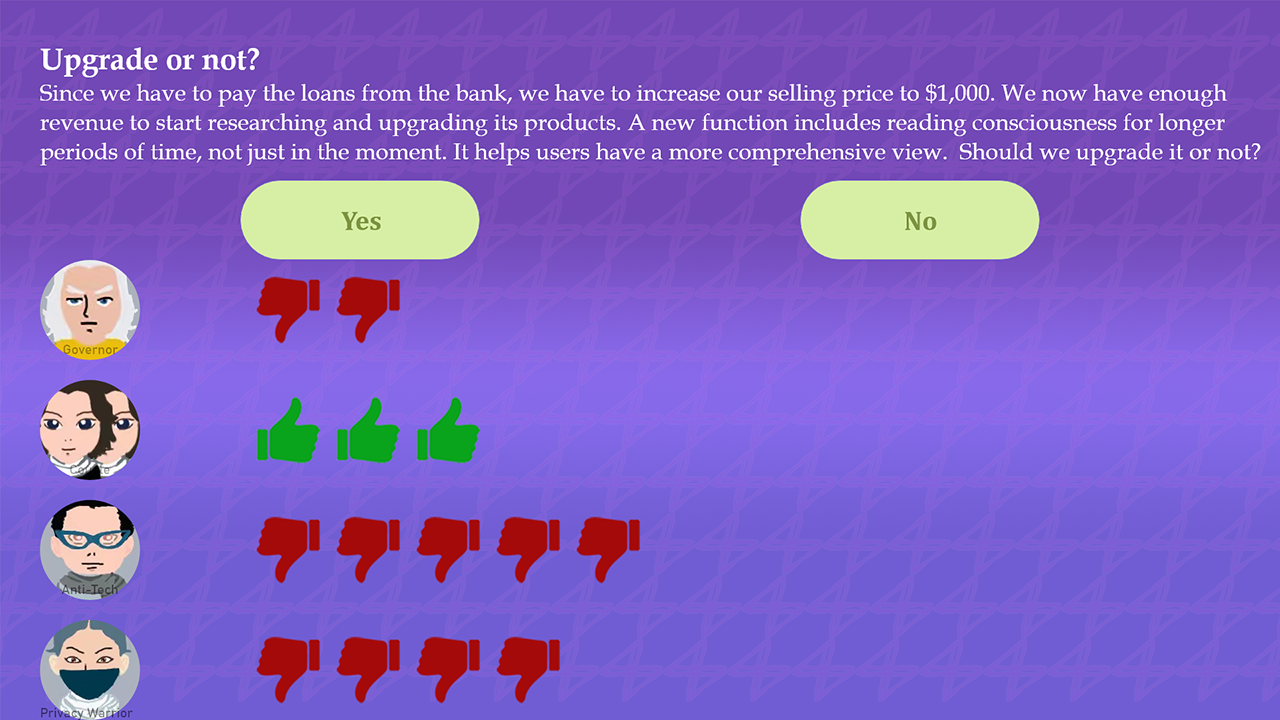 Upgrade or not?
Since we have to pay the loans from the bank, we have to increase our selling price to $1,000. We now have enough
revenue to start researching and upgrading its products. A new function includes reading consciousness for longer
periods of time, not just in the moment. It helps users have a more comprehensive view.  Should we upgrade it or not?
Yes
No
Governor
Anti-Tech
Privacy Warrior